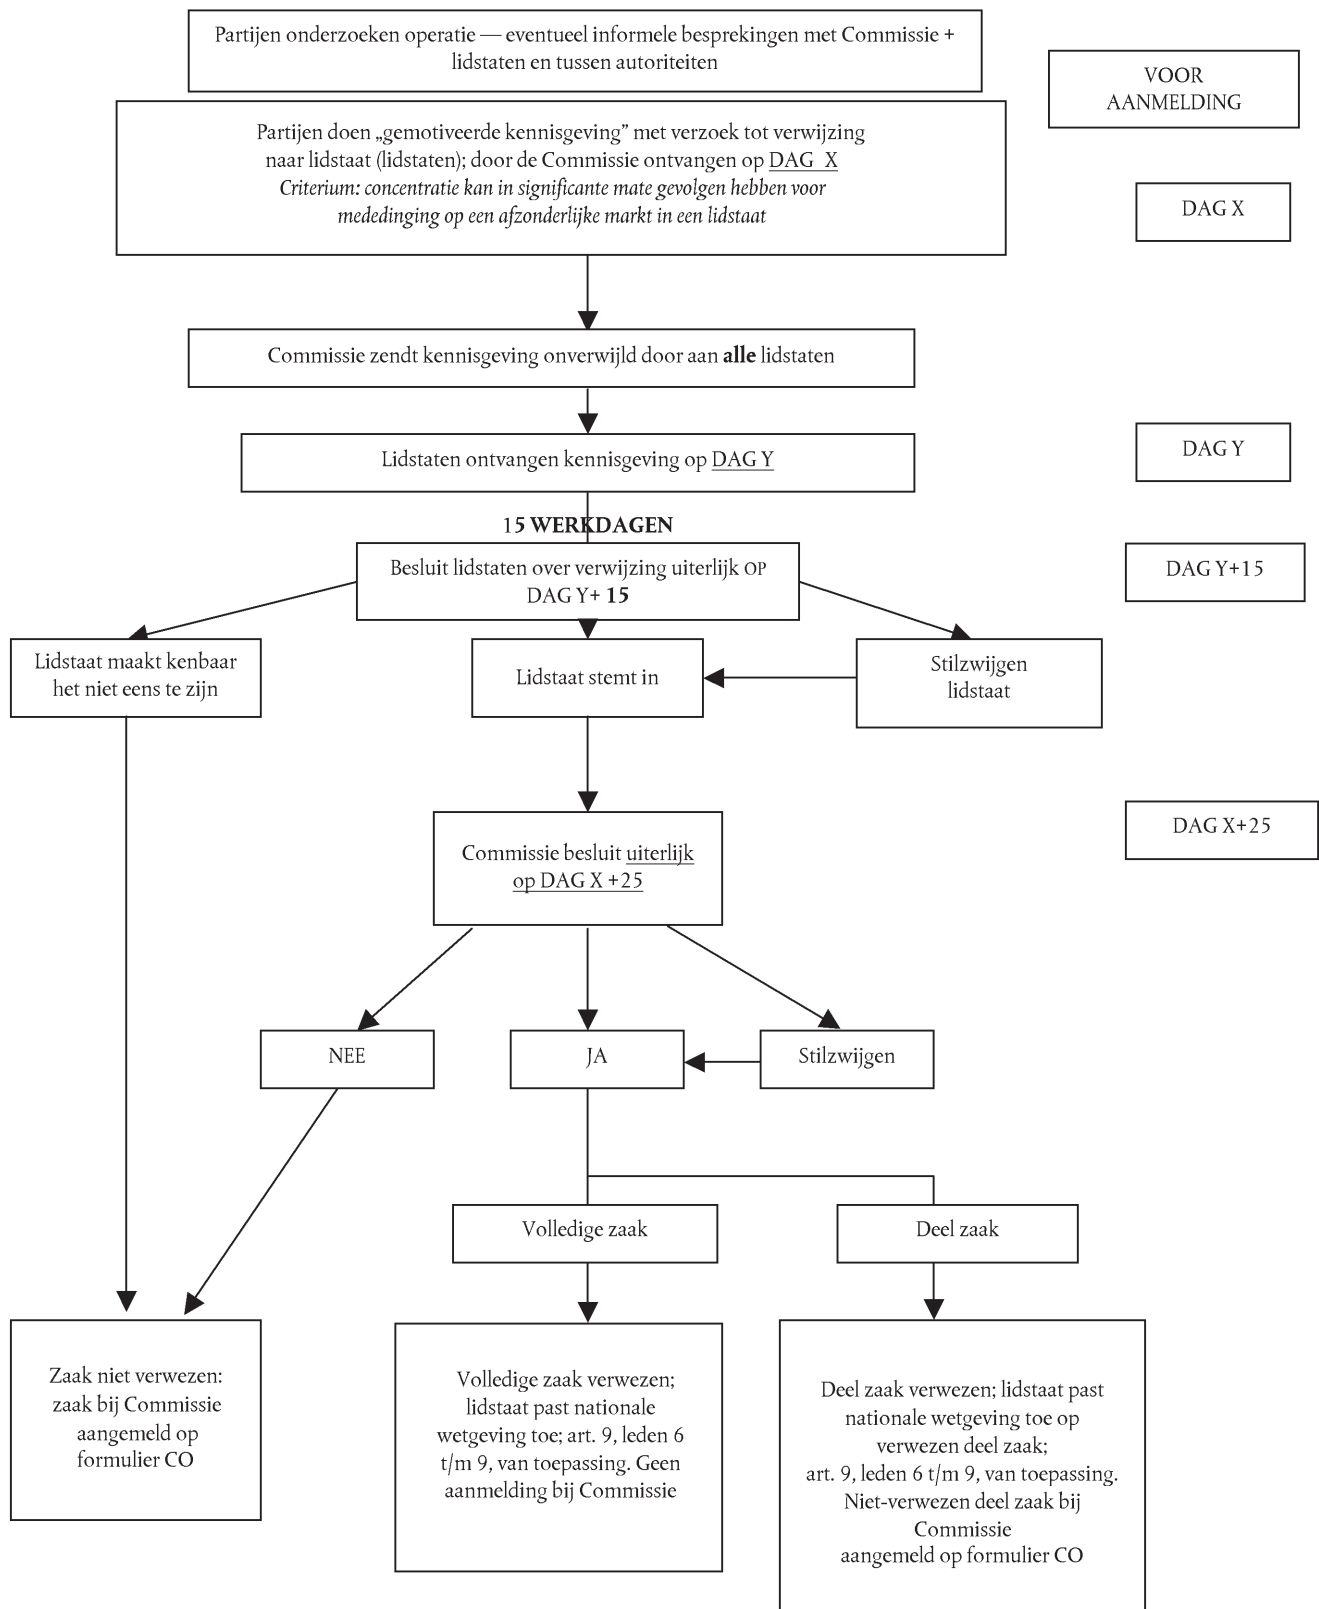 Partijen onderzoeken operatie — eventueel informele besprekingen met Commissie +
lidstaten en tussen autoriteiten
VOOR
AANMELDING
Partijen doen „gemotiveerde kennisgeving” met verzoek tot verwijzing
naar lidstaat (lidstaten); door de Commissie ontvangen op DAG X
Criterium: concentratie kan in significante mate gevolgen hebben voor
mededinging op een afzonderlijke markt in een lidstaat
DAG X
Commissie zendt kennisgeving onverwijld door aan alle lidstaten
Lidstaten ontvangen kennisgeving op DAG Y
DAG Y
15 WERKDAGEN
Besluit lidstaten over verwijzing uiterlijk OP
DAG Y+ 15
DAG Y+15
Lidstaat maakt kenbaar
het niet eens te zijn
Lidstaat stemt in
Stilzwijgen
lidstaat
Commissie besluit uiterlijk
op DAG X +25
DAG X+25
NEE
JA
Stilzwijgen
Volledige zaak
Deel zaak
Zaak niet verwezen:
zaak bij Commissie
aangemeld op
formulier CO
Volledige zaak verwezen;
lidstaat past nationale
wetgeving toe; art. 9, leden 6
t/m 9, van toepassing. Geen
aanmelding bij Commissie
Deel zaak verwezen; lidstaat past
nationale wetgeving toe op
verwezen deel zaak;
art. 9, leden 6 t/m 9, van toepassing.
Niet-verwezen deel zaak bij
Commissie
aangemeld op formulier CO